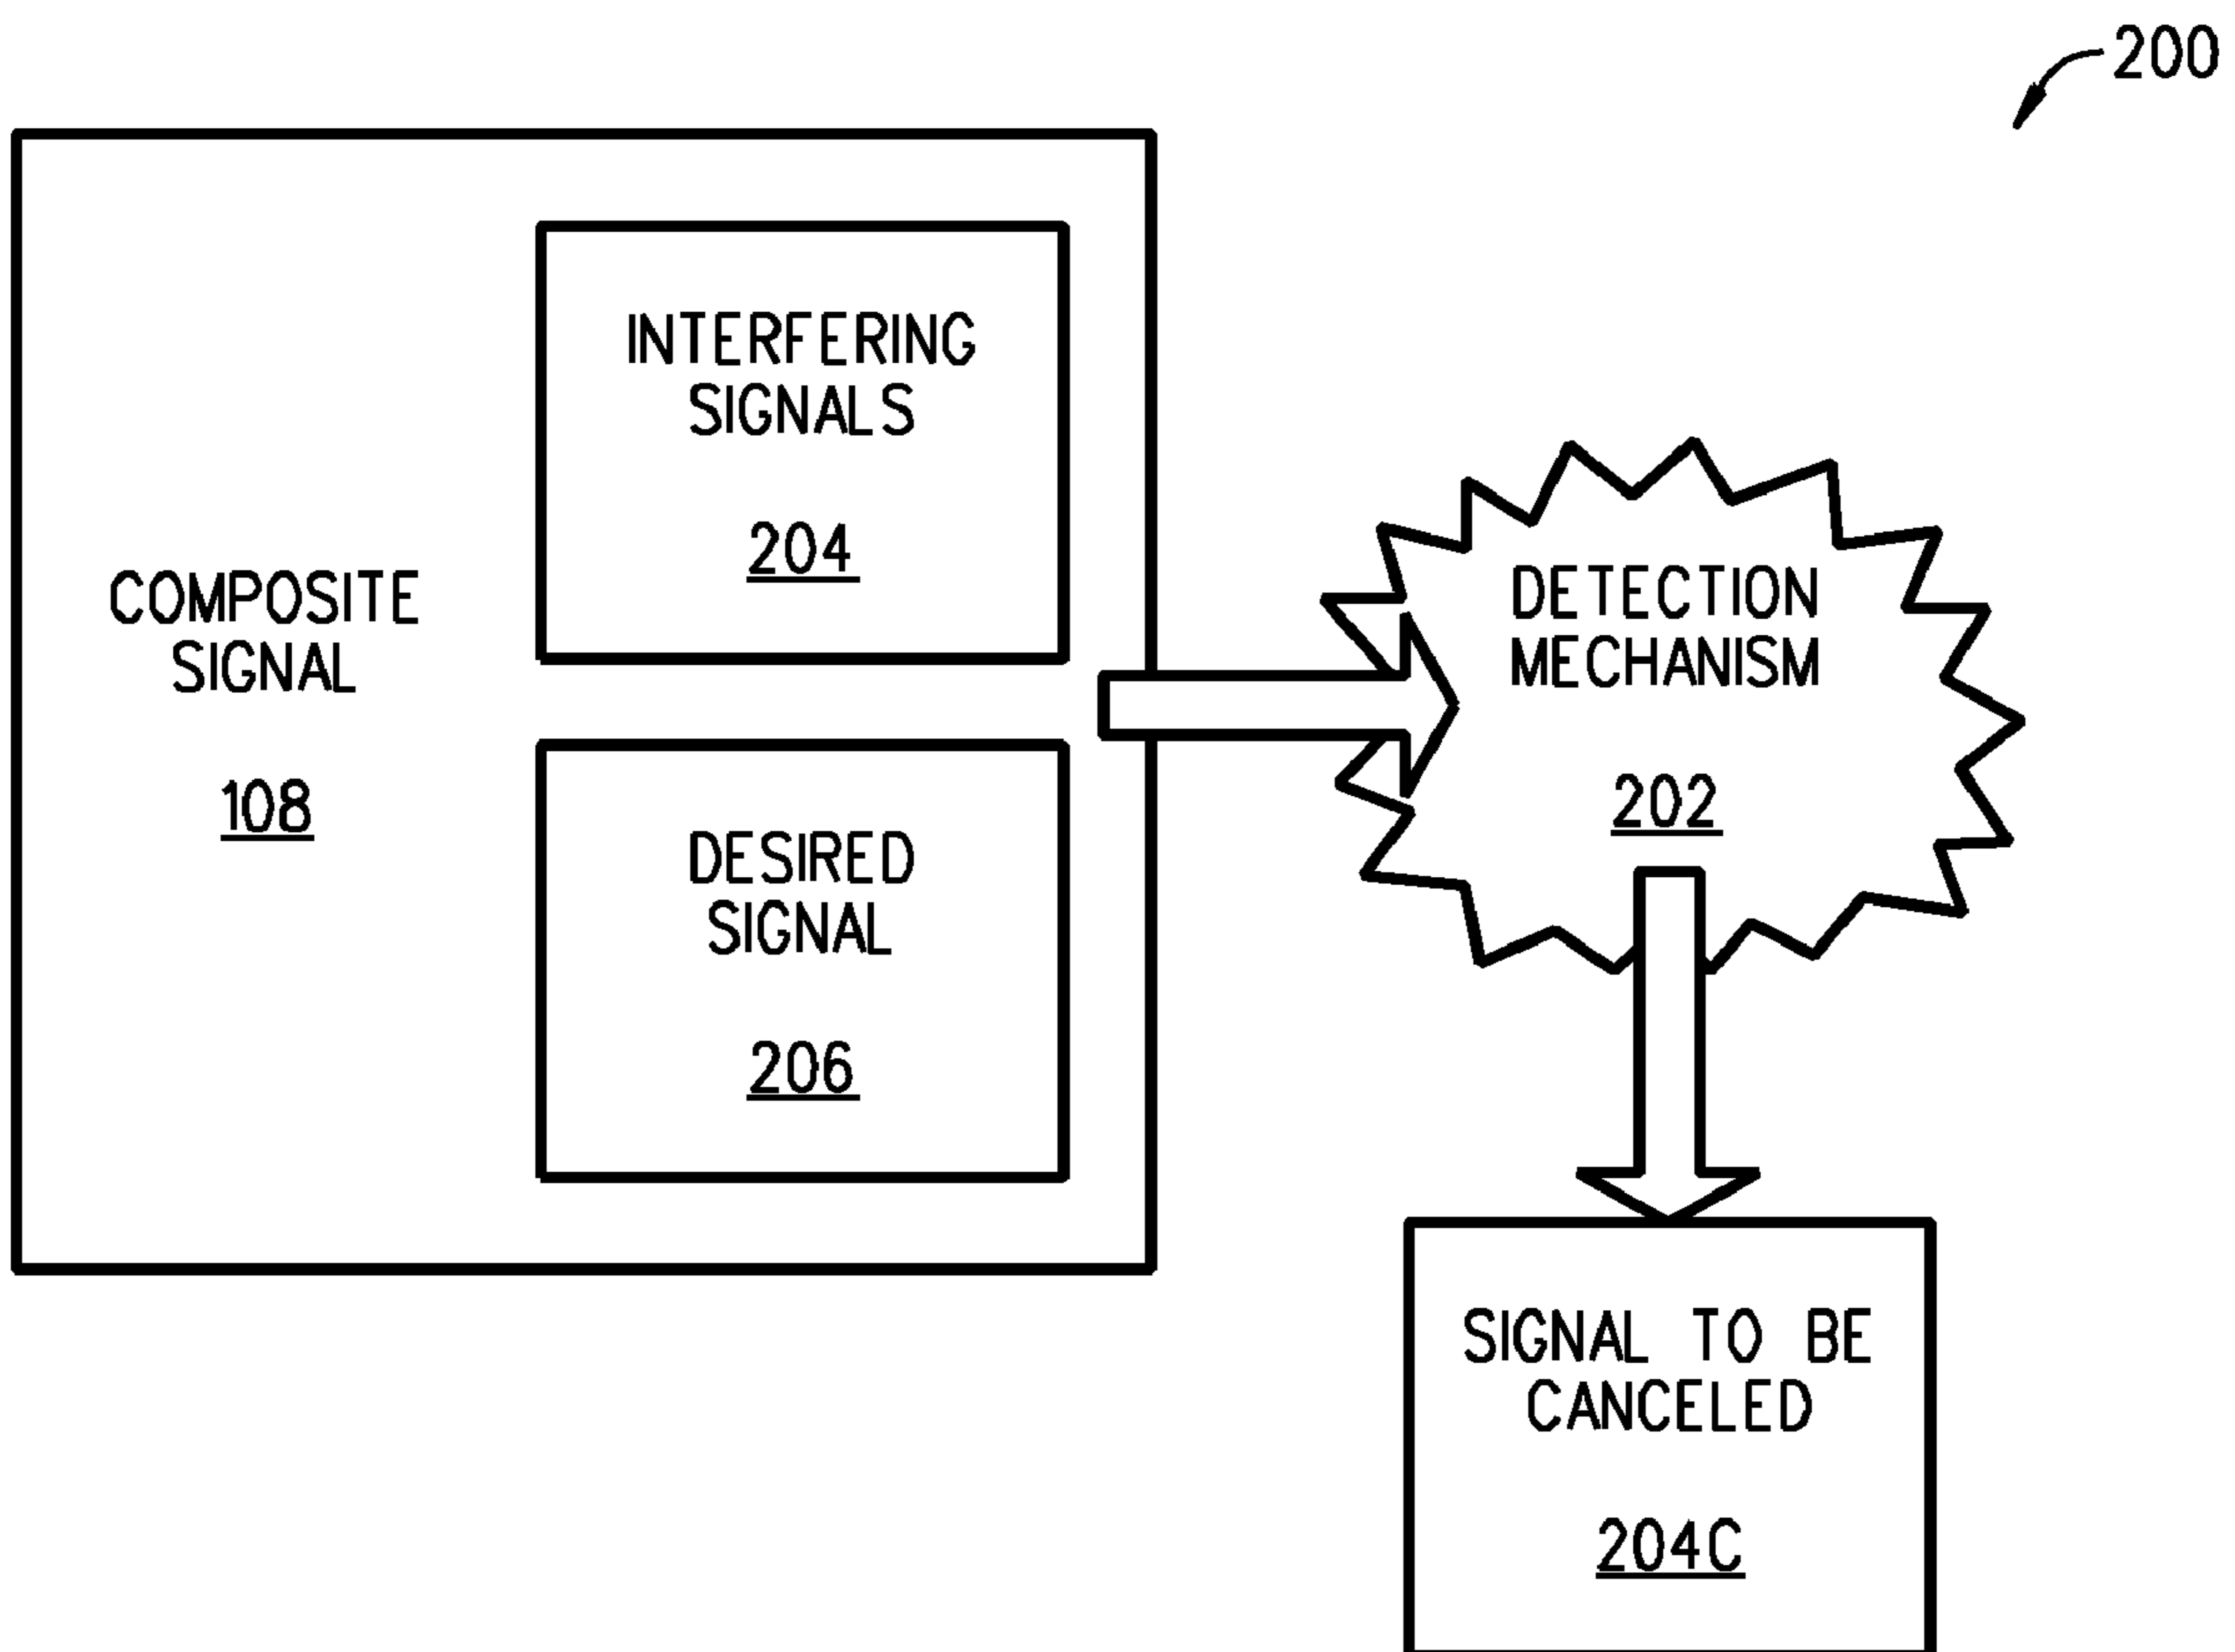 200
COMPOSITE
SIGNAL
108
INTERFERING
SIGNALS
204
DESIRED
SIGNAL
206
DETECTION
MECHANISM
202
SIGNAL TO BE
CANCELED
204C